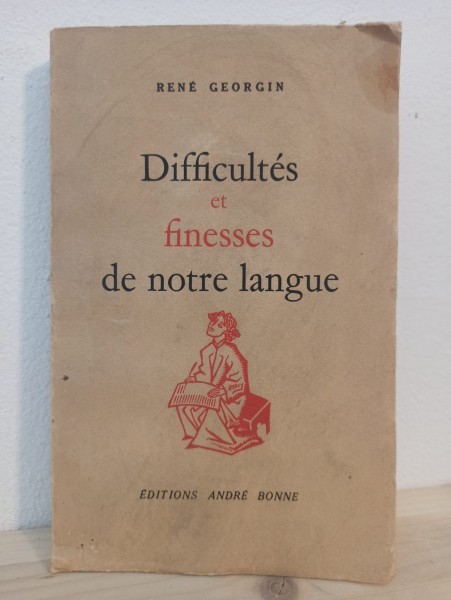 RENÉ GEORGIN
Difficultés
et
finesses
de notre langue
ÉDITIONS ANDRÉ BONNE